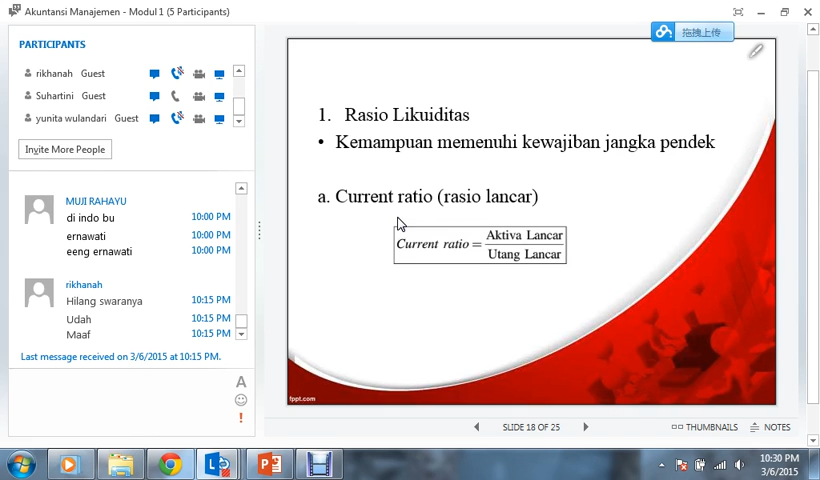 Akuntansi Manajemen - Modul 1 (5 Participants)
PARTICIPANTS
rikhanah Guest
Suhartini Guest
yunita wulandari Guest
Invite More People
MUJI RAHAYU
di indo bu 10:00 PM
ernawati 10:00 PM
eeng ernawati 10:00 PM
rikhanah
Hilang swaranya 10:15 PM
Udah 10:15 PM
Maaf 10:15 PM
Last message received on 3/6/2015 at 10:15 PM.
A
拖拽上传
1. Rasio Likuiditas
• Kemampuan memenuhi kewajiban jangka pendek
a. Current ratio (rasio lancar)
Current ratio = Aktiva Lancar
Utang Lancar
fppt.com
SLIDE 18 OF 25
THUMBNAILS
NOTES
10:30 PM
3/6/2015